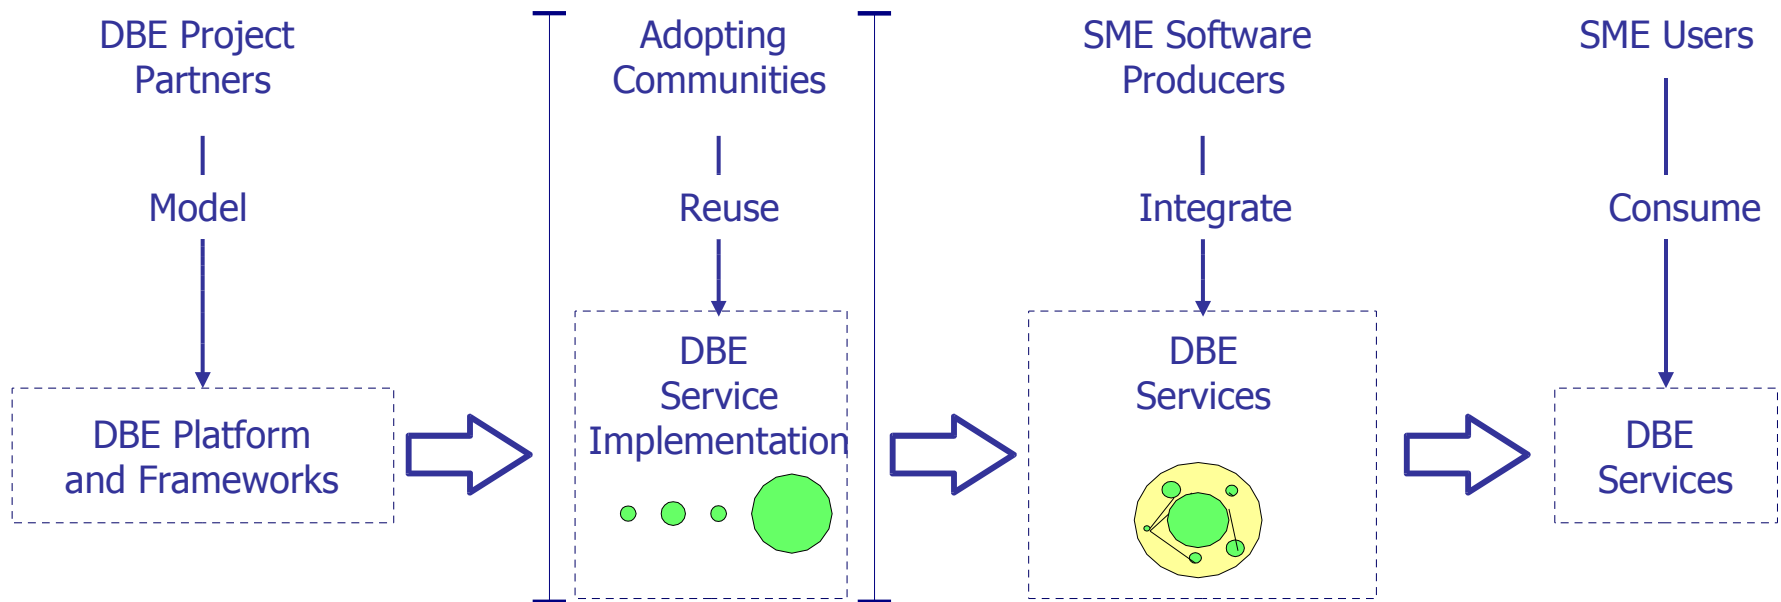 DBE Project
Partners
Model
DBE Platform
and Frameworks
Adopting
Communities
Reuse
DBE
Service
Implementation
SME Software
Producers
Integrate
DBE
Services
SME Users
Consume
DBE
Services